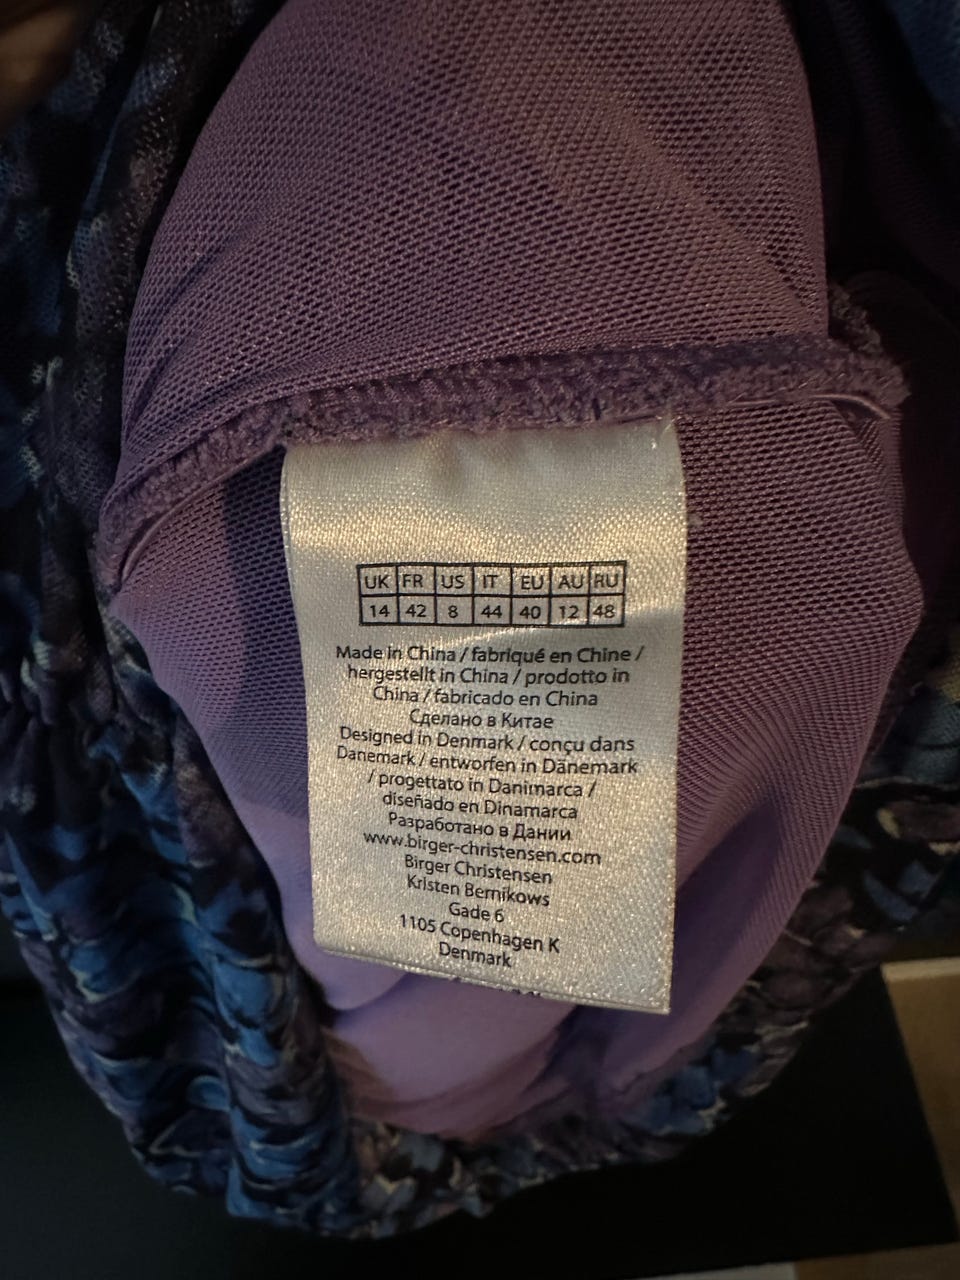 UK FR US IT EU AU RU
14 42 8 44 40 12 48
Made in China / fabriqué en Chine /
hergestellt in China / prodotto in
China / fabricado en China
Сделано в Китае
Designed in Denmark / conçu dans
Danemark / entworfen in Dänemark
/ progettato in Danimarca /
diseñado en Dinamarca
Разработано в Дании
www.birger-christensen.com
Birger Christensen
Kristen Bernikows
Gade 6
1105 Copenhagen K
Denmark